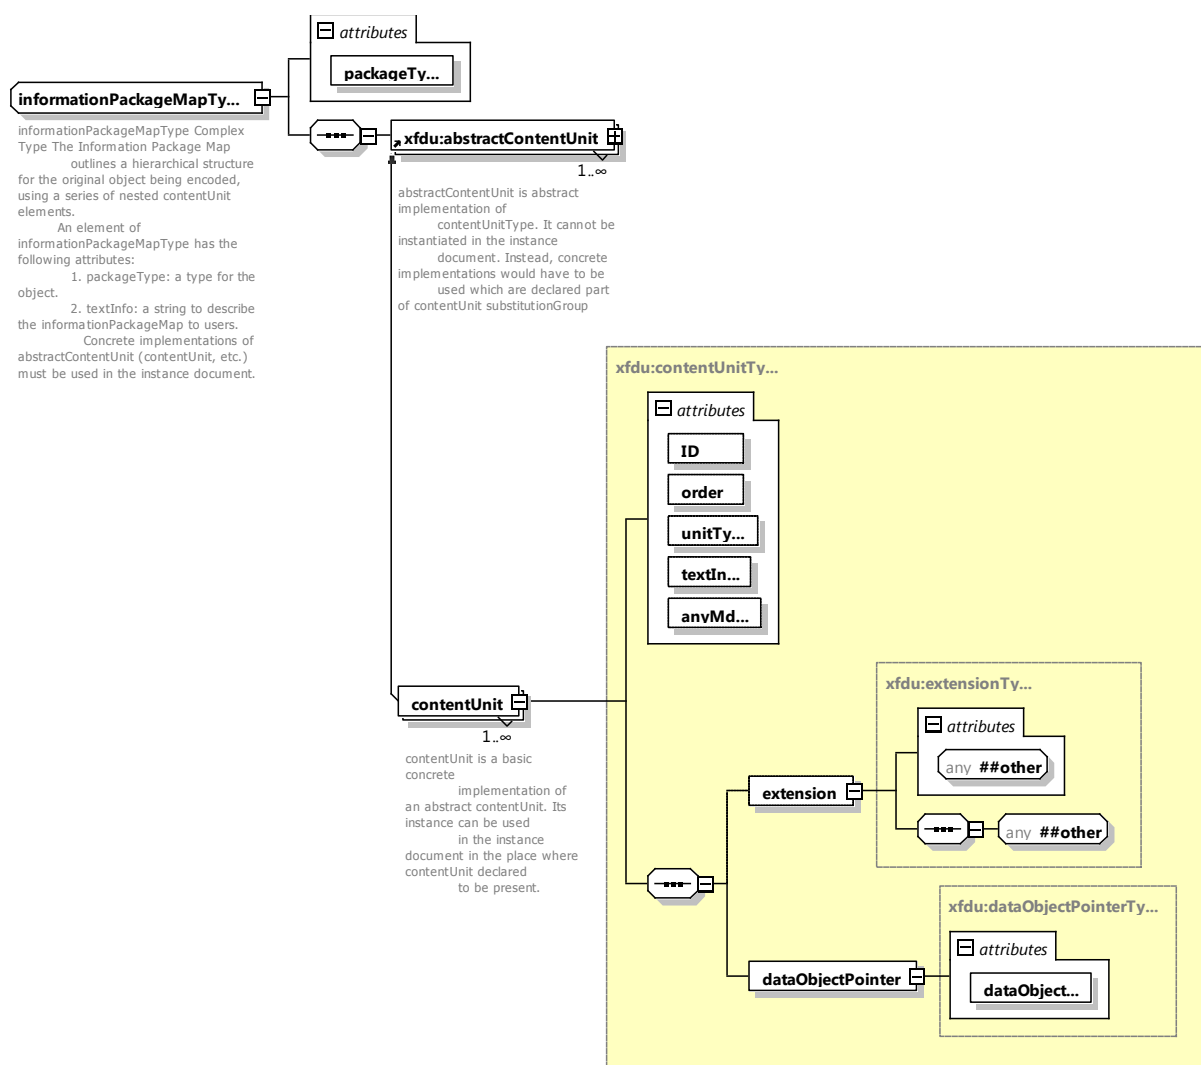 attributes
packageTy...
informationPackageMapTy...
informationPackageMapType Complex
Type The Information Package Map
outlines a hierarchical structure
for the original object being encoded,
using a series of nested contentUnit
elements.
An element of
informationPackageMapType has the
following attributes:
1. packageType: a type for the
object.
2. textInfo: a string to describe
the informationPackageMap to users.
Concrete implementations of
abstractContentUnit (contentUnit, etc.)
must be used in the instance document.
xfdu:abstractContentUnit
1..∞
abstractContentUnit is abstract
implementation of
contentUnitType. It cannot be
instantiated in the instance
document. Instead, concrete
implementations would have to be
used which are declared part
of contentUnit substitutionGroup
xfdu:contentUnitTy...
attributes
ID
order
unitTy...
textIn...
anyMd...
contentUnit
1..∞
contentUnit is a basic
concrete
implementation of
an abstract contentUnit. Its
instance can be used
in the instance
document in the place where
contentUnit declared
to be present.
xfdu:extensionTy...
attributes
any ##other
extension
any ##other
xfdu:dataObjectPointerTy...
attributes
dataObjectPointer
dataObject...